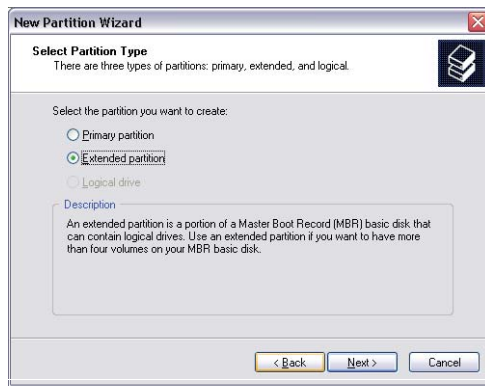 New Partition Wizard
Select Partition Type
There are three types of partitions: primary, extended, and logical.
Select the partition you want to create:
Primary partition
Extended partition
Logical drive
Description
An extended partition is a portion of a Master Boot Record (MBR) basic disk that
can contain logical drives. Use an extended partition if you want to have more
than four volumes on your MBR basic disk.
< Back
Next >
Cancel